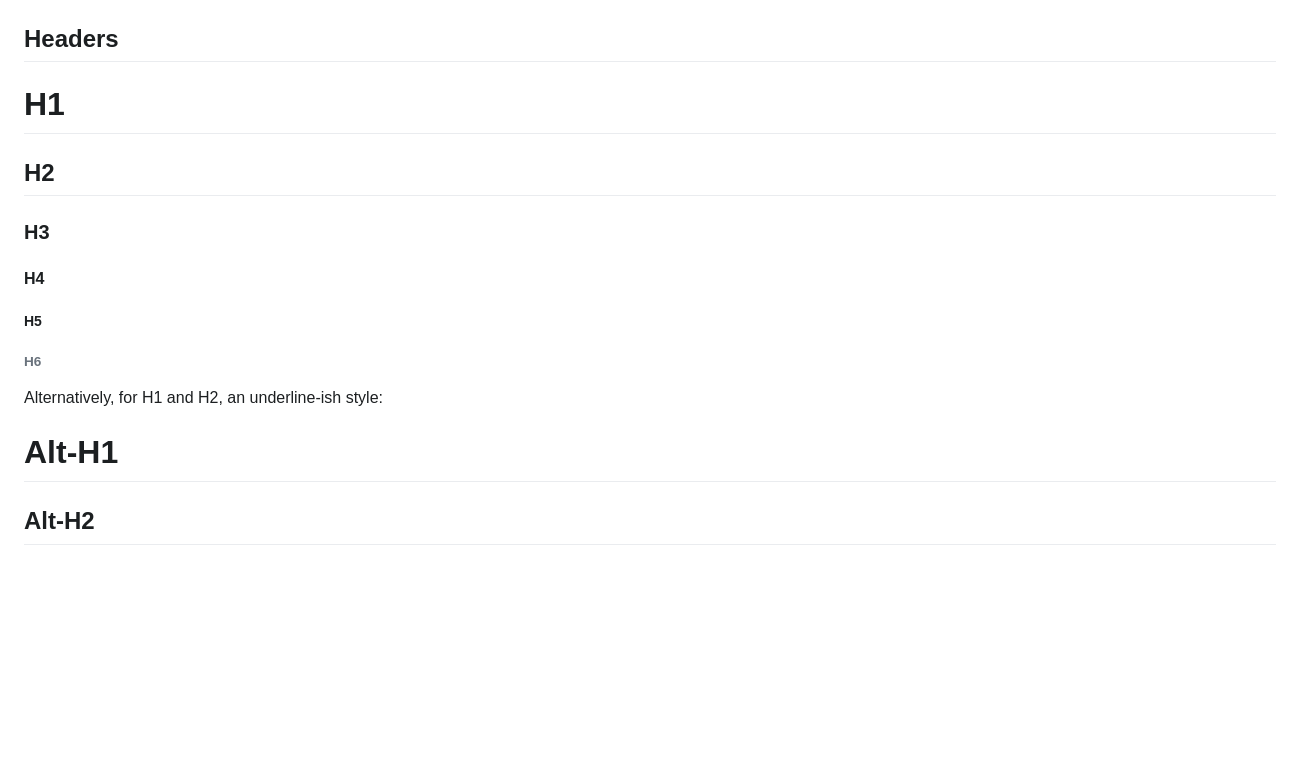 Headers
H1
H2
H3
H4
H5
H6
Alternatively, for H1 and H2, an underline-ish style:
Alt-H1
Alt-H2